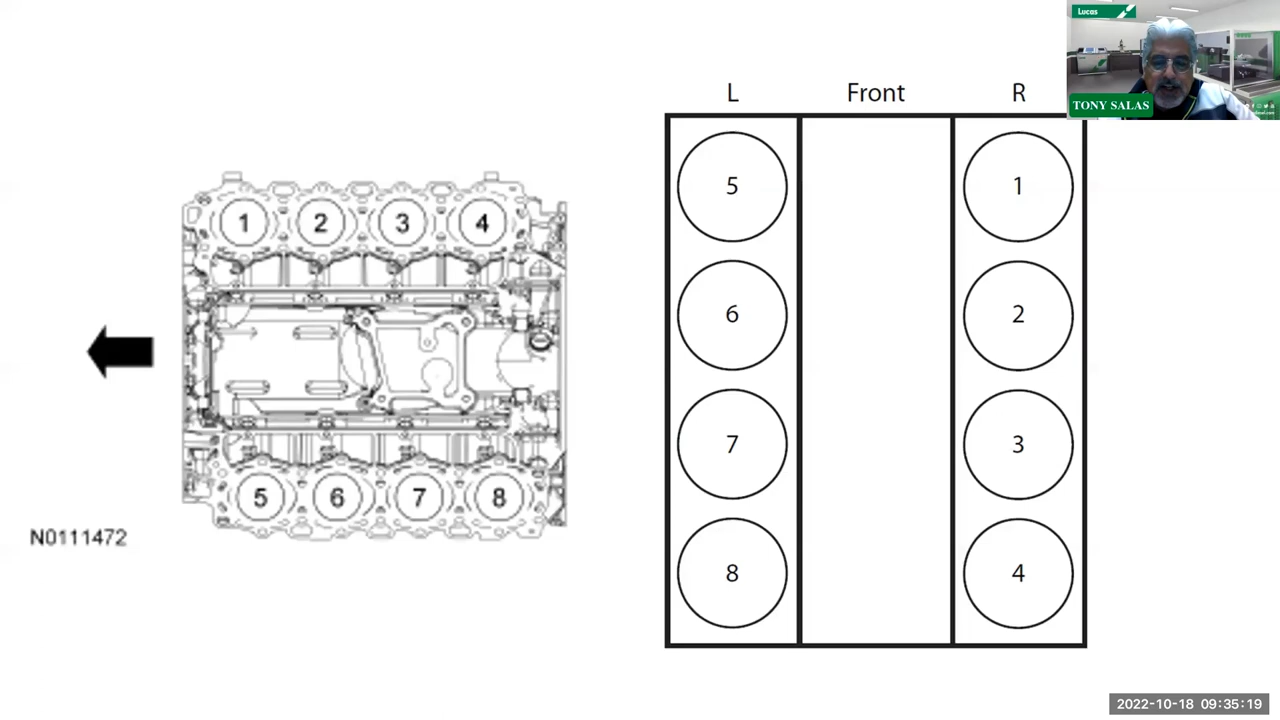 Lucas
TONY SALAS
L Front R
5 1
6 2
7 3
8 4
1 2 3 4
5 6 7 8
N0111472
2022-10-18 09:35:19